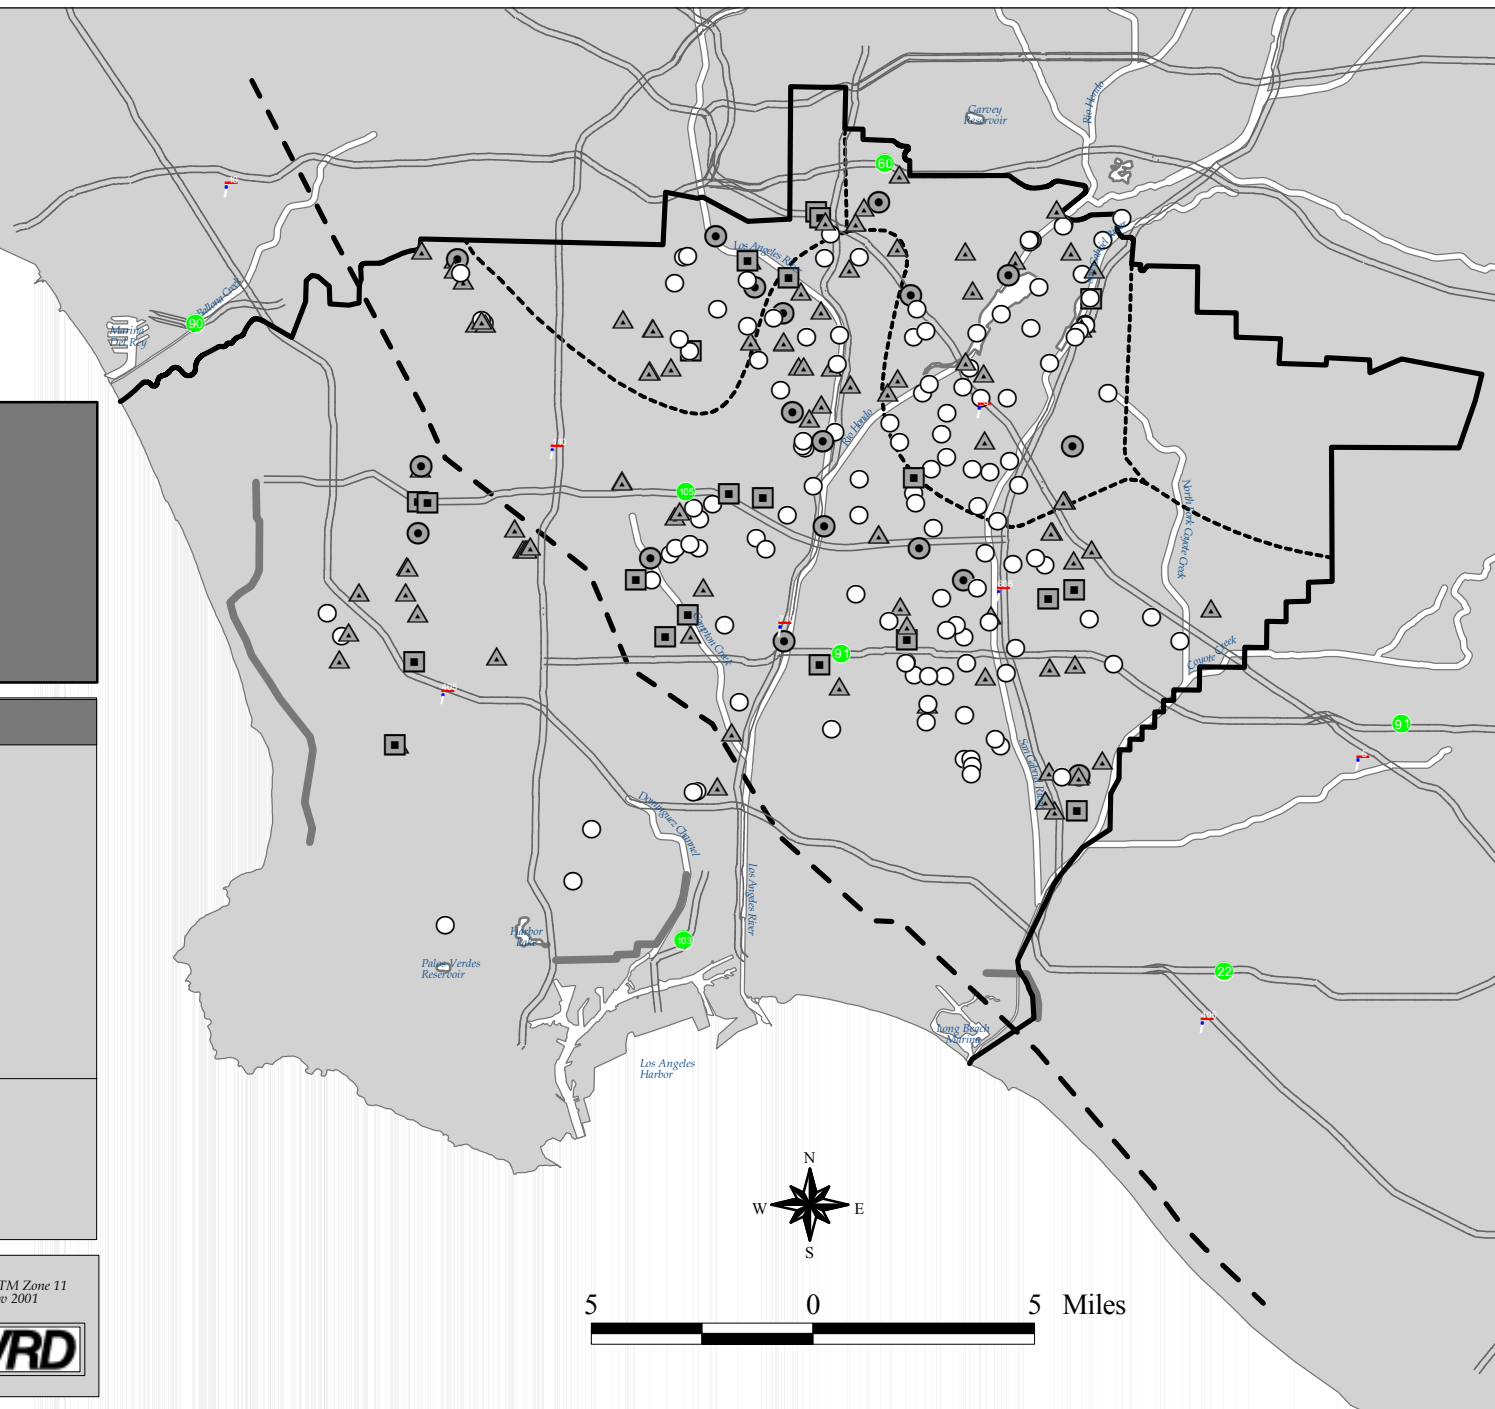 Garvey
Reservoir
Rio Hondo
60
Los Angeles River
San Gabriel River
Ballona Creek
90
Marina
Del Rey
Rio Hondo
105
North Fork Coyote Creek
Compton Creek
91
Coyote Creek
91
San Gabriel River
Dominguez Channel
Los Angeles River
Harbor
Lake
103
Palos Verdes
Reservoir
22
Long Beach
Marina
Los Angeles
Harbor
N
W E
S
TM Zone 11
2001
5 0 5 Miles
VRD